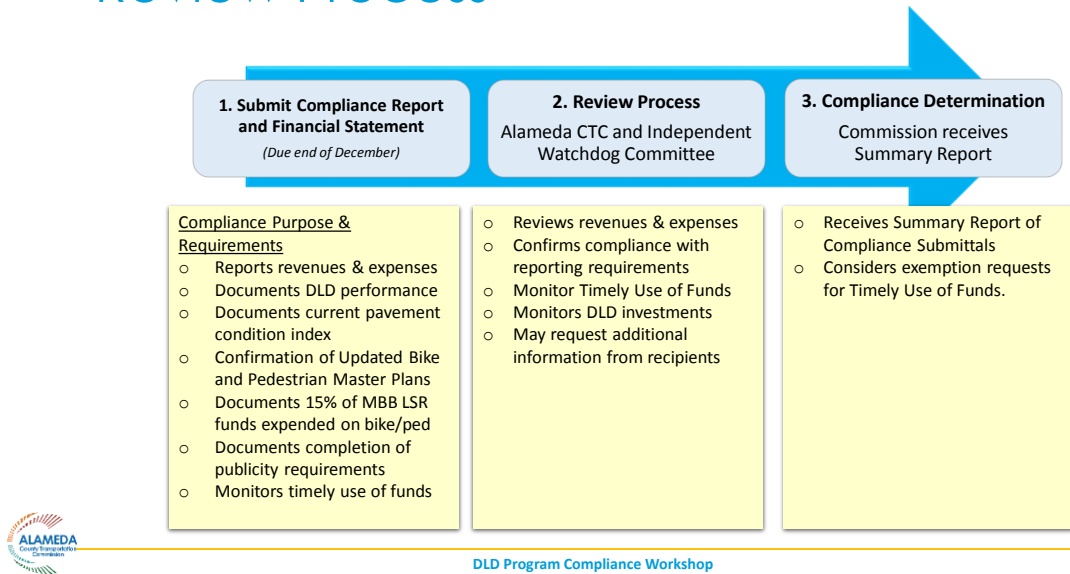 REVIEW PROCESS
1. Submit Compliance Report
and Financial Statement
(Due end of December)
2. Review Process
Alameda CTC and Independent
Watchdog Committee
3. Compliance Determination
Commission receives
Summary Report
Compliance Purpose &
Requirements
o Reports revenues & expenses
o Documents DLD performance
o Documents current pavement
condition index
o Confirmation of Updated Bike
and Pedestrian Master Plans
o Documents 15% of MBB LSR
funds expended on bike/ped
o Documents completion of
publicity requirements
o Monitors timely use of funds
o Reviews revenues & expenses
o Confirms compliance with
reporting requirements
o Monitor Timely Use of Funds
o Monitors DLD investments
o May request additional
information from recipients
o Receives Summary Report of
Compliance Submittals
o Considers exemption requests
for Timely Use of Funds.
ALAMEDA
County Transportation
Commission
DLD Program Compliance Workshop